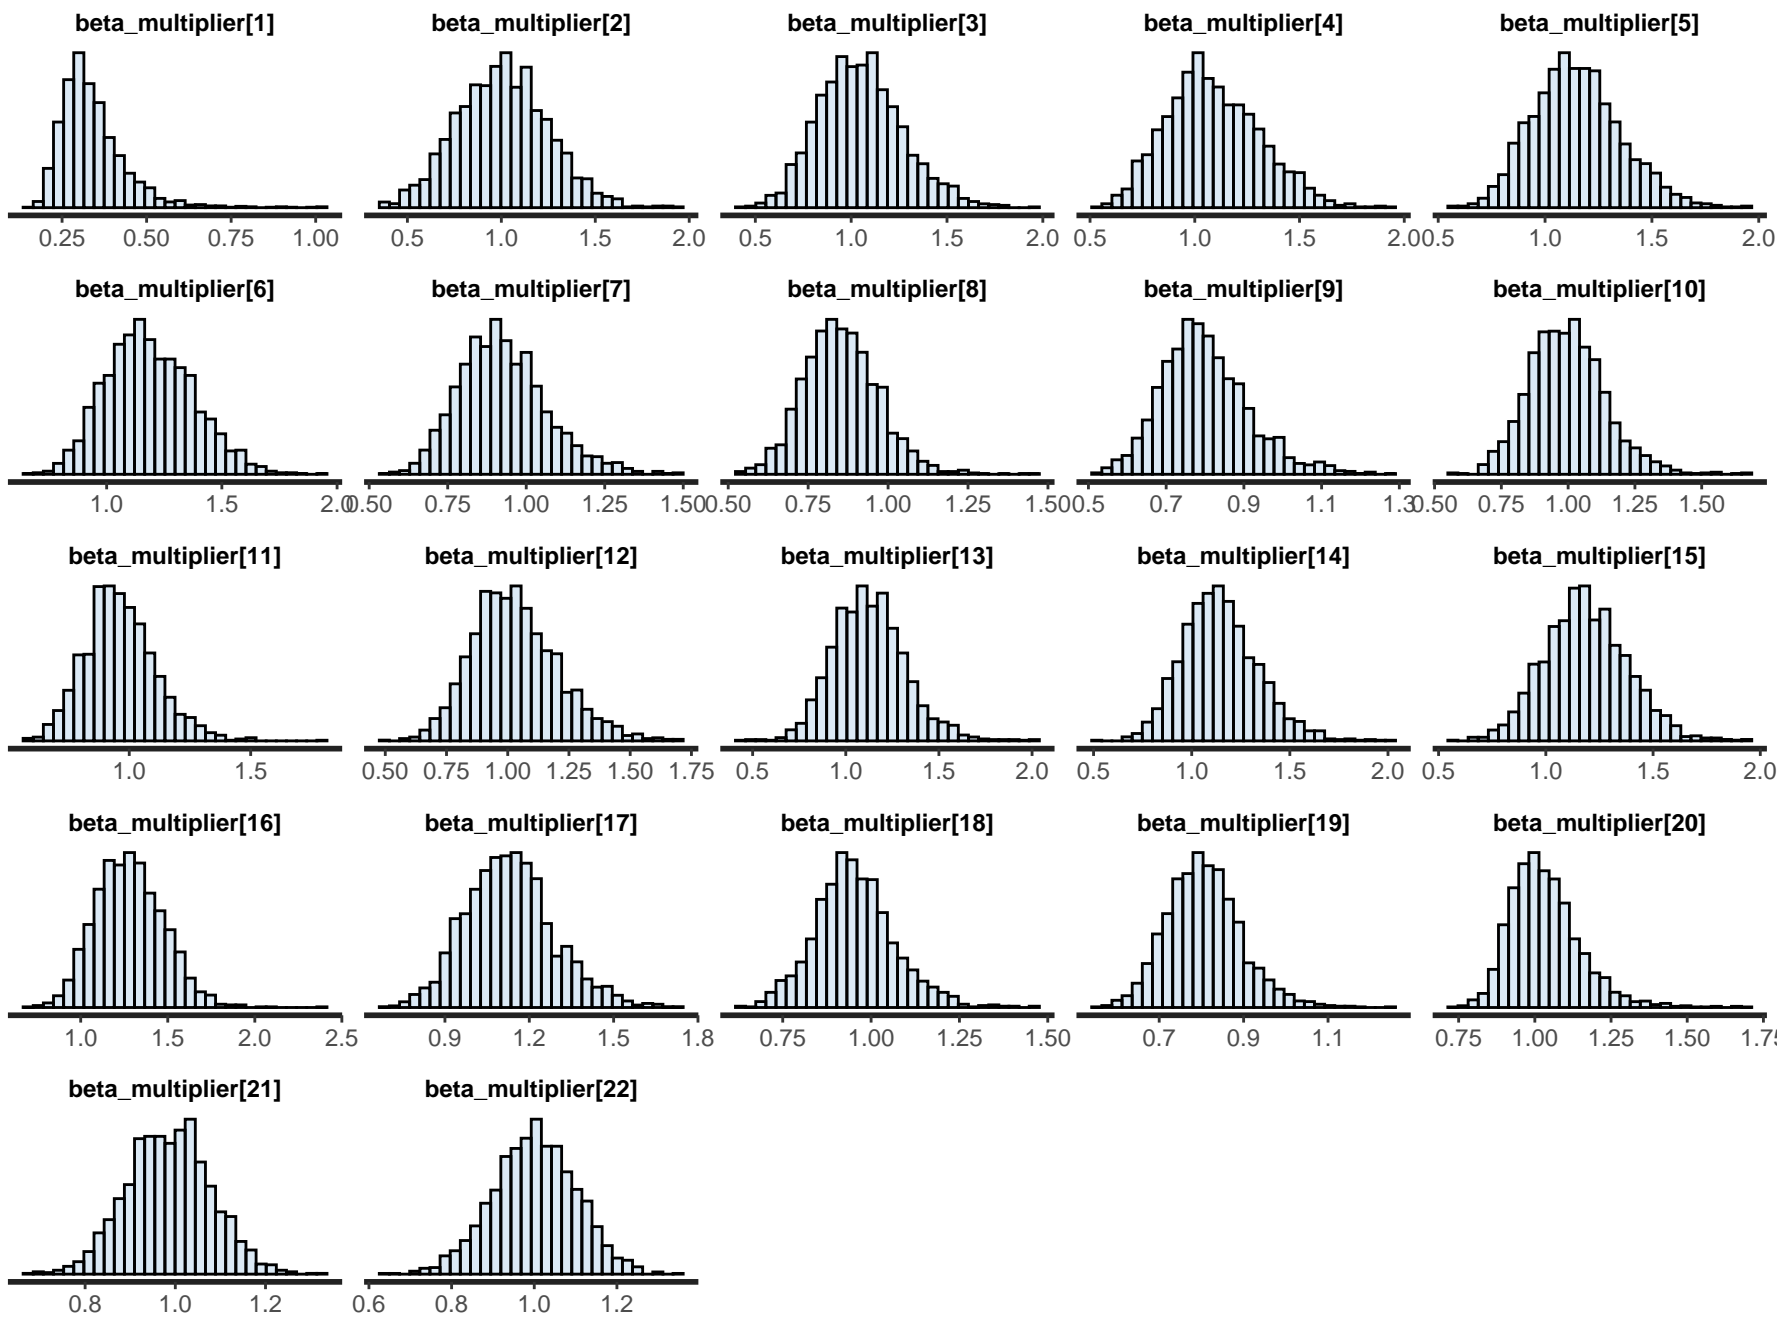 beta_multiplier[1] beta_multiplier[2] beta_multiplier[3] beta_multiplier[4] beta_multiplier[5]
0.25 0.50 0.75 1.00 0.5 1.0 1.5 2.0 0.5 1.0 1.5 2.0 0.5 1.0 1.5 2.0 0.5 1.0 1.5 2.0
beta_multiplier[6] beta_multiplier[7] beta_multiplier[8] beta_multiplier[9] beta_multiplier[10]
1.0 1.5 2.0 0.50 0.75 1.00 1.25 1.50 0.50 0.75 1.00 1.25 1.50 0.5 0.7 0.9 1.1 1.3 0.50 0.75 1.00 1.25 1.50
beta_multiplier[11] beta_multiplier[12] beta_multiplier[13] beta_multiplier[14] beta_multiplier[15]
1.0 1.5 0.50 0.75 1.00 1.25 1.50 1.75 0.5 1.0 1.5 2.0 0.5 1.0 1.5 2.0 0.5 1.0 1.5 2.0
beta_multiplier[16] beta_multiplier[17] beta_multiplier[18] beta_multiplier[19] beta_multiplier[20]
1.0 1.5 2.0 2.5 0.9 1.2 1.5 1.8 0.75 1.00 1.25 1.50 0.7 0.9 1.1 0.75 1.00 1.25 1.50 1.75
beta_multiplier[21] beta_multiplier[22]
0.8 1.0 1.2 0.6 0.8 1.0 1.2